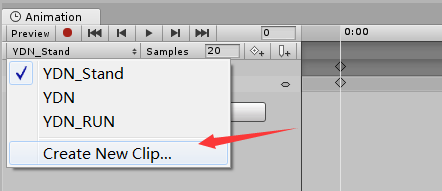 Animation
Preview 0 0:00
YDN_Stand Samples 20
YDN_Stand
YDN
YDN_RUN
Create New Clip...